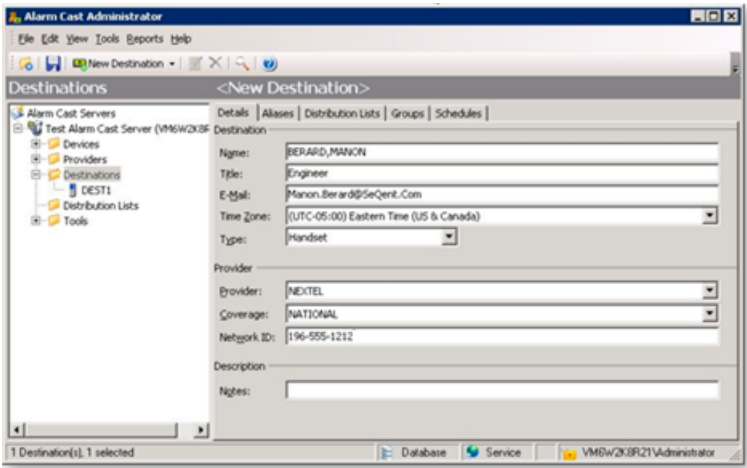 Alarm Cast Administrator
File Edit View Tools Reports Help
New Destination
Destinations
<New Destination>
Alarm Cast Servers
Test Alarm Cast Server (VM6W2K8R
Devices
Providers
Destinations
DEST1
Distribution Lists
Tools
Details Aliases Distribution Lists Groups Schedules
Destination
Name: BERARD,MANON
Title: Engineer
E-Mail: Manon.Berard@SeQent.Com
Time Zone: (UTC-05:00) Eastern Time (US & Canada)
Type: Handset
Provider
Provider: NEXTEL
Coverage: NATIONAL
Network ID: 196-555-1212
Description
Notes:
1 Destination(s), 1 selected
Database Service VM6W2K8R21\Administrator